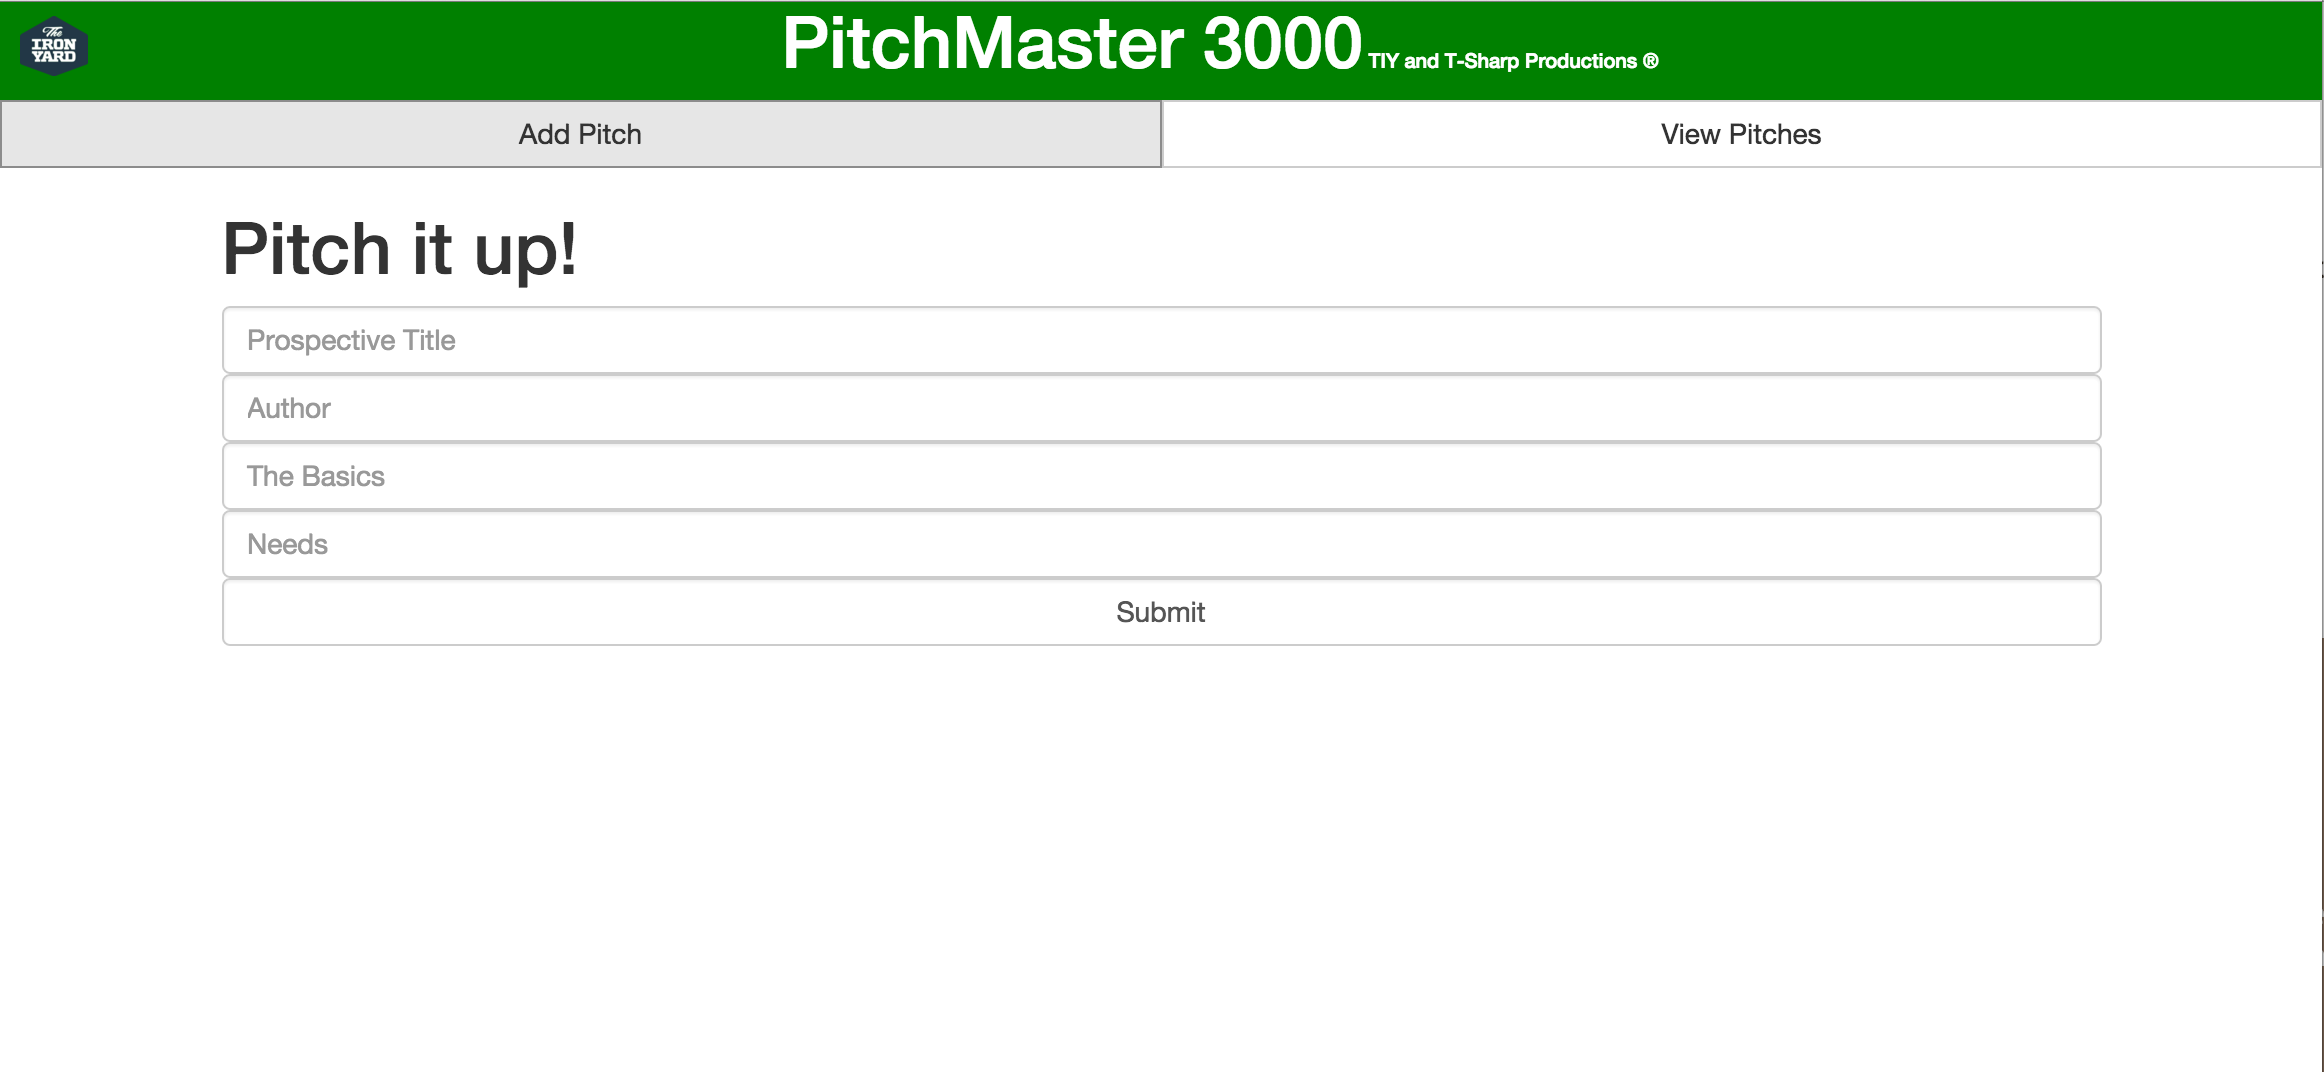 The
IRON
YARD
PitchMaster 3000 TIY and T-Sharp Productions ®
Add Pitch
View Pitches
Pitch it up!
Prospective Title
Author
The Basics
Needs
Submit